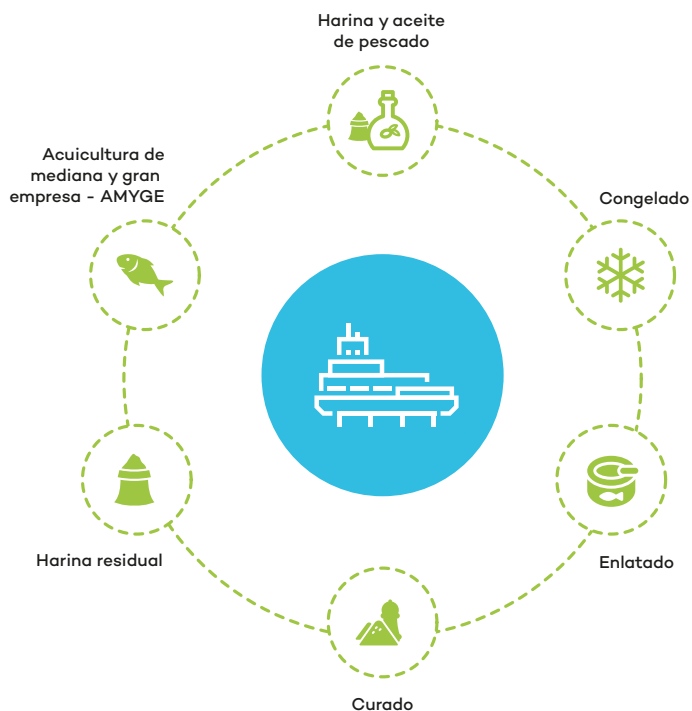 Harina y aceite
de pescado
Acuicultura de
mediana y gran
empresa - AMYGE
Congelado
Harina residual
Enlatado
Curado